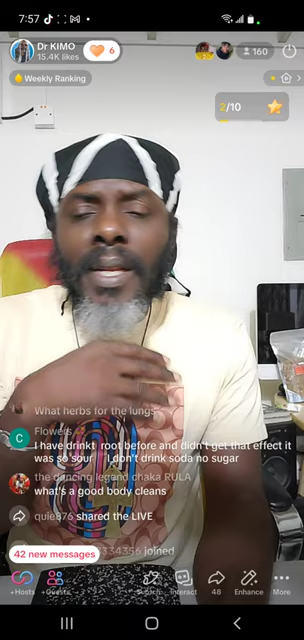 7:57
Dr KIMO
15.4K likes
6
160
Weekly Ranking
2/10
What herbs for the lungs
C
Flowers
I have drinkt root before and didn't get that effect it
was so sour I don't drink soda no sugar
the dancing legend chaka RULA
what's a good body cleans
quie876 shared the LIVE
42 new messages
334356 joined
+Hosts
+Guests
Interact
48
Enhance
More